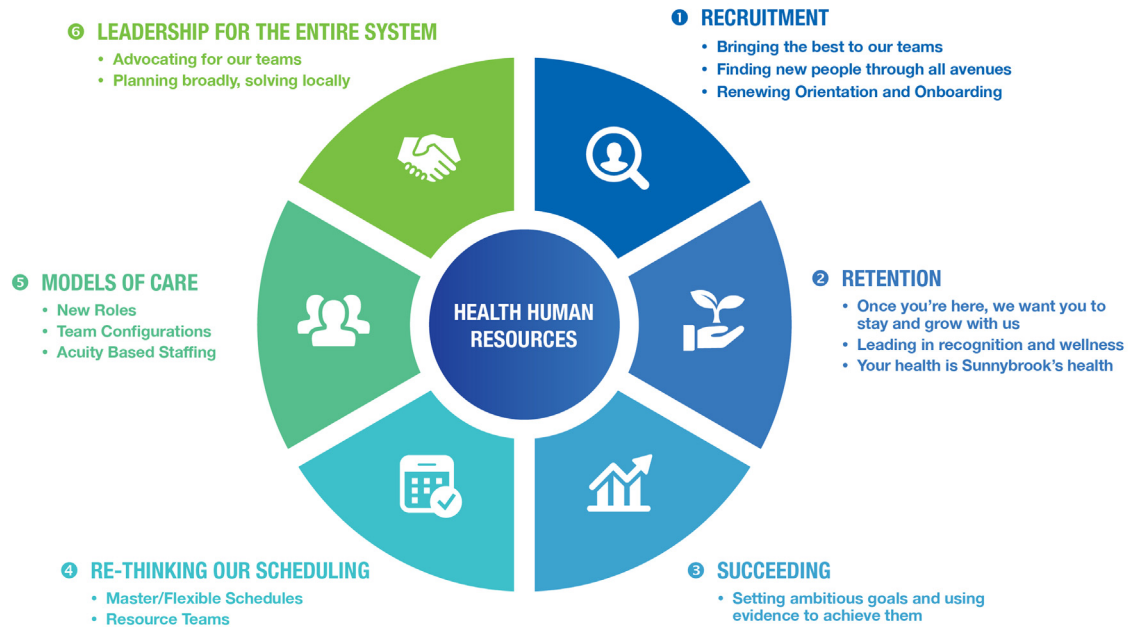 ❶ RECRUITMENT
• Bringing the best to our teams
• Finding new people through all avenues
• Renewing Orientation and Onboarding
❷ RETENTION
• Once you’re here, we want you to
stay and grow with us
• Leading in recognition and wellness
• Your health is Sunnybrook’s health
❸ SUCCEEDING
• Setting ambitious goals and using
evidence to achieve them
❹ RE-THINKING OUR SCHEDULING
• Master/Flexible Schedules
• Resource Teams
❺ MODELS OF CARE
• New Roles
• Team Configurations
• Acuity Based Staffing
❻ LEADERSHIP FOR THE ENTIRE SYSTEM
• Advocating for our teams
• Planning broadly, solving locally
HEALTH HUMAN
RESOURCES